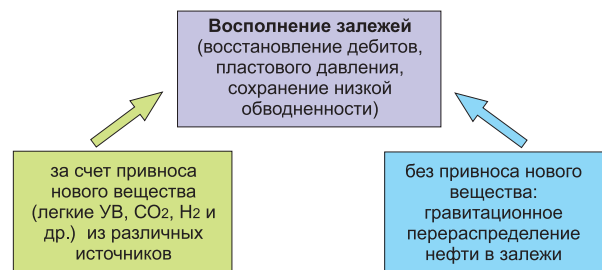 Восполнение залежей
(восстановление дебитов,
пластового давления,
сохранение низкой
обводненности)
за счет привноса
нового вещества
(легкие УВ, CO2, H2 и
др.) из различных
источников
без привноса нового
вещества:
гравитационное
перераспределение
нефти в залежи